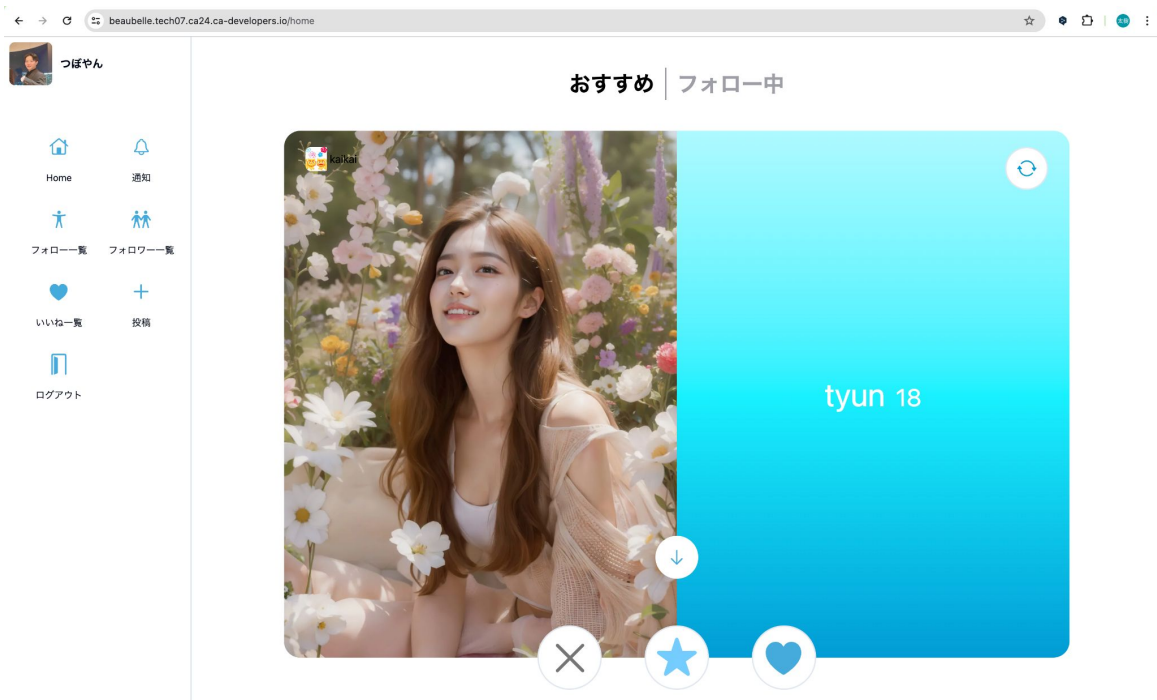 beaubelle.tech07.ca24.ca-developers.io/home
つぼやん
おすすめ
フォロー中
Home
通知
フォロー一覧
フォロワー一覧
いいね一覧
投稿
ログアウト
kaikai
tyun 18